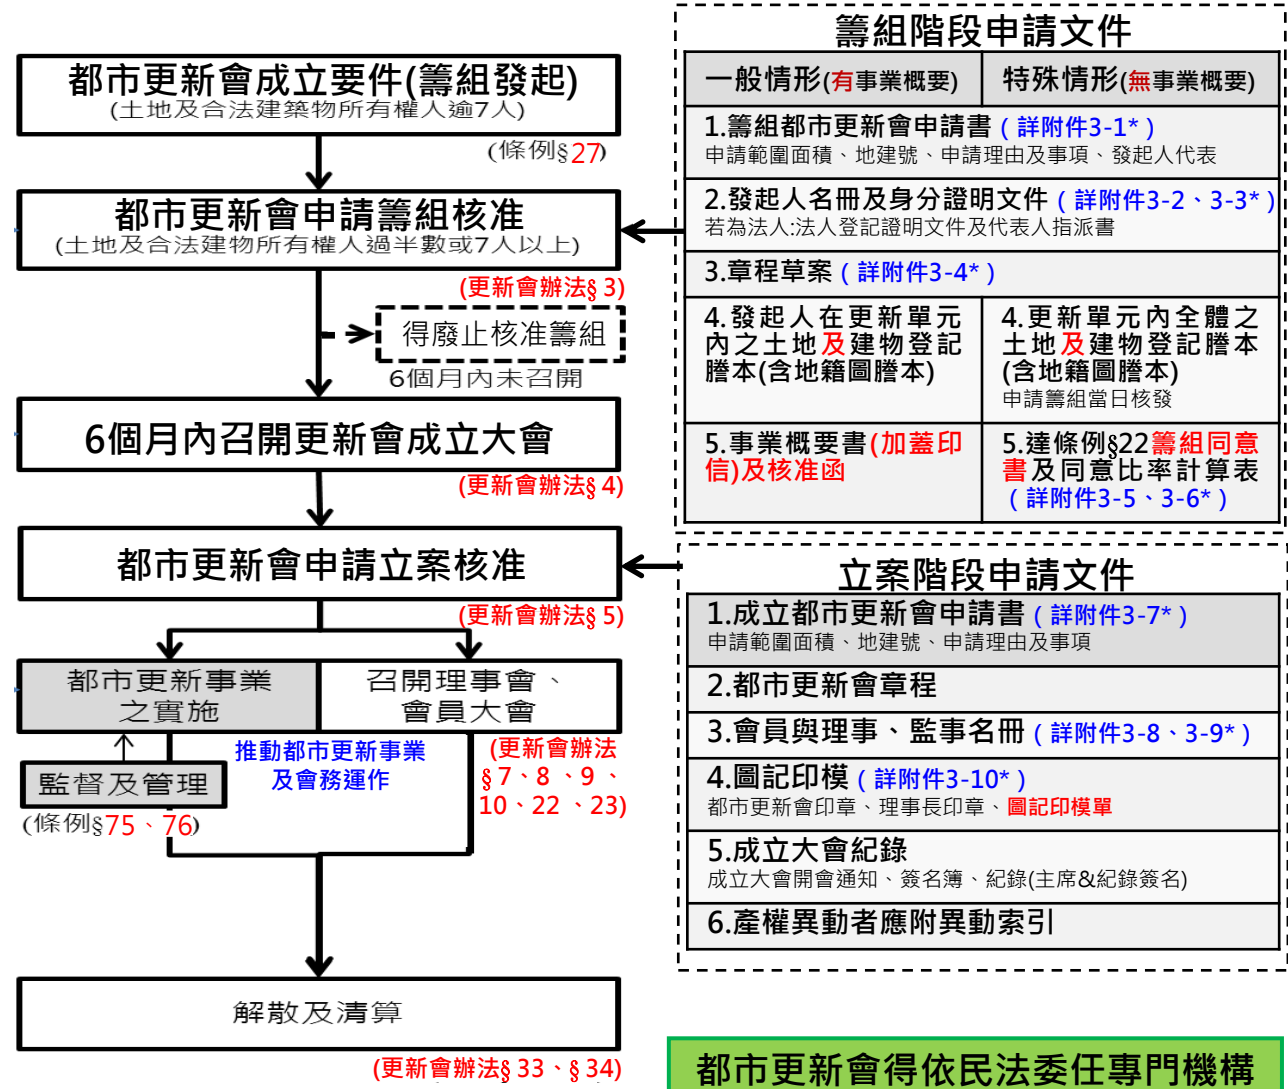 都市更新會成立要件(籌組發起)
(土地及合法建築物所有權人逾7人)
(條例§27)
都市更新會申請籌組核准
(土地及合法建物所有權人過半數或7人以上)
(更新會辦法§ 3)
得廢止核准籌組
6個月內未召開
6個月內召開更新會成立大會
(更新會辦法§ 4)
都市更新會申請立案核准
(更新會辦法§ 5)
都市更新事業
之實施
召開理事會、
會員大會
監督及管理
(條例§75、76)
推動都市更新事業
及會務運作
(更新會辦法
§ 7、8 、9 、
10、22 、23)
解散及清算
(更新會辦法§ 33、§ 34)
籌組階段申請文件
一般情形(有事業概要)
特殊情形(無事業概要)
1.籌組都市更新會申請書（詳附件3-1*）
申請範圍面積、地建號、申請理由及事項、發起人代表
2.發起人名冊及身分證明文件（詳附件3-2、3-3*）
若為法人:法人登記證明文件及代表人指派書
3.章程草案（詳附件3-4*）
4.發起人在更新單元
內之土地及建物登記
謄本(含地籍圖謄本)
4.更新單元內全體之
土地及建物登記謄本
(含地籍圖謄本)
申請籌組當日核發
5.事業概要書(加蓋印
信)及核准函
5.達條例§22籌組同意
書及同意比率計算表
（詳附件3-5、3-6*）
立案階段申請文件
1.成立都市更新會申請書（詳附件3-7*）
申請範圍面積、地建號、申請理由及事項
2.都市更新會章程
3.會員與理事、監事名冊（詳附件3-8、3-9*）
4.圖記印模（詳附件3-10*）
都市更新會印章、理事長印章、圖記印模單
5.成立大會紀錄
成立大會開會通知、簽名簿、紀錄(主席&紀錄簽名)
6.產權異動者應附異動索引
都市更新會得依民法委任專門機構